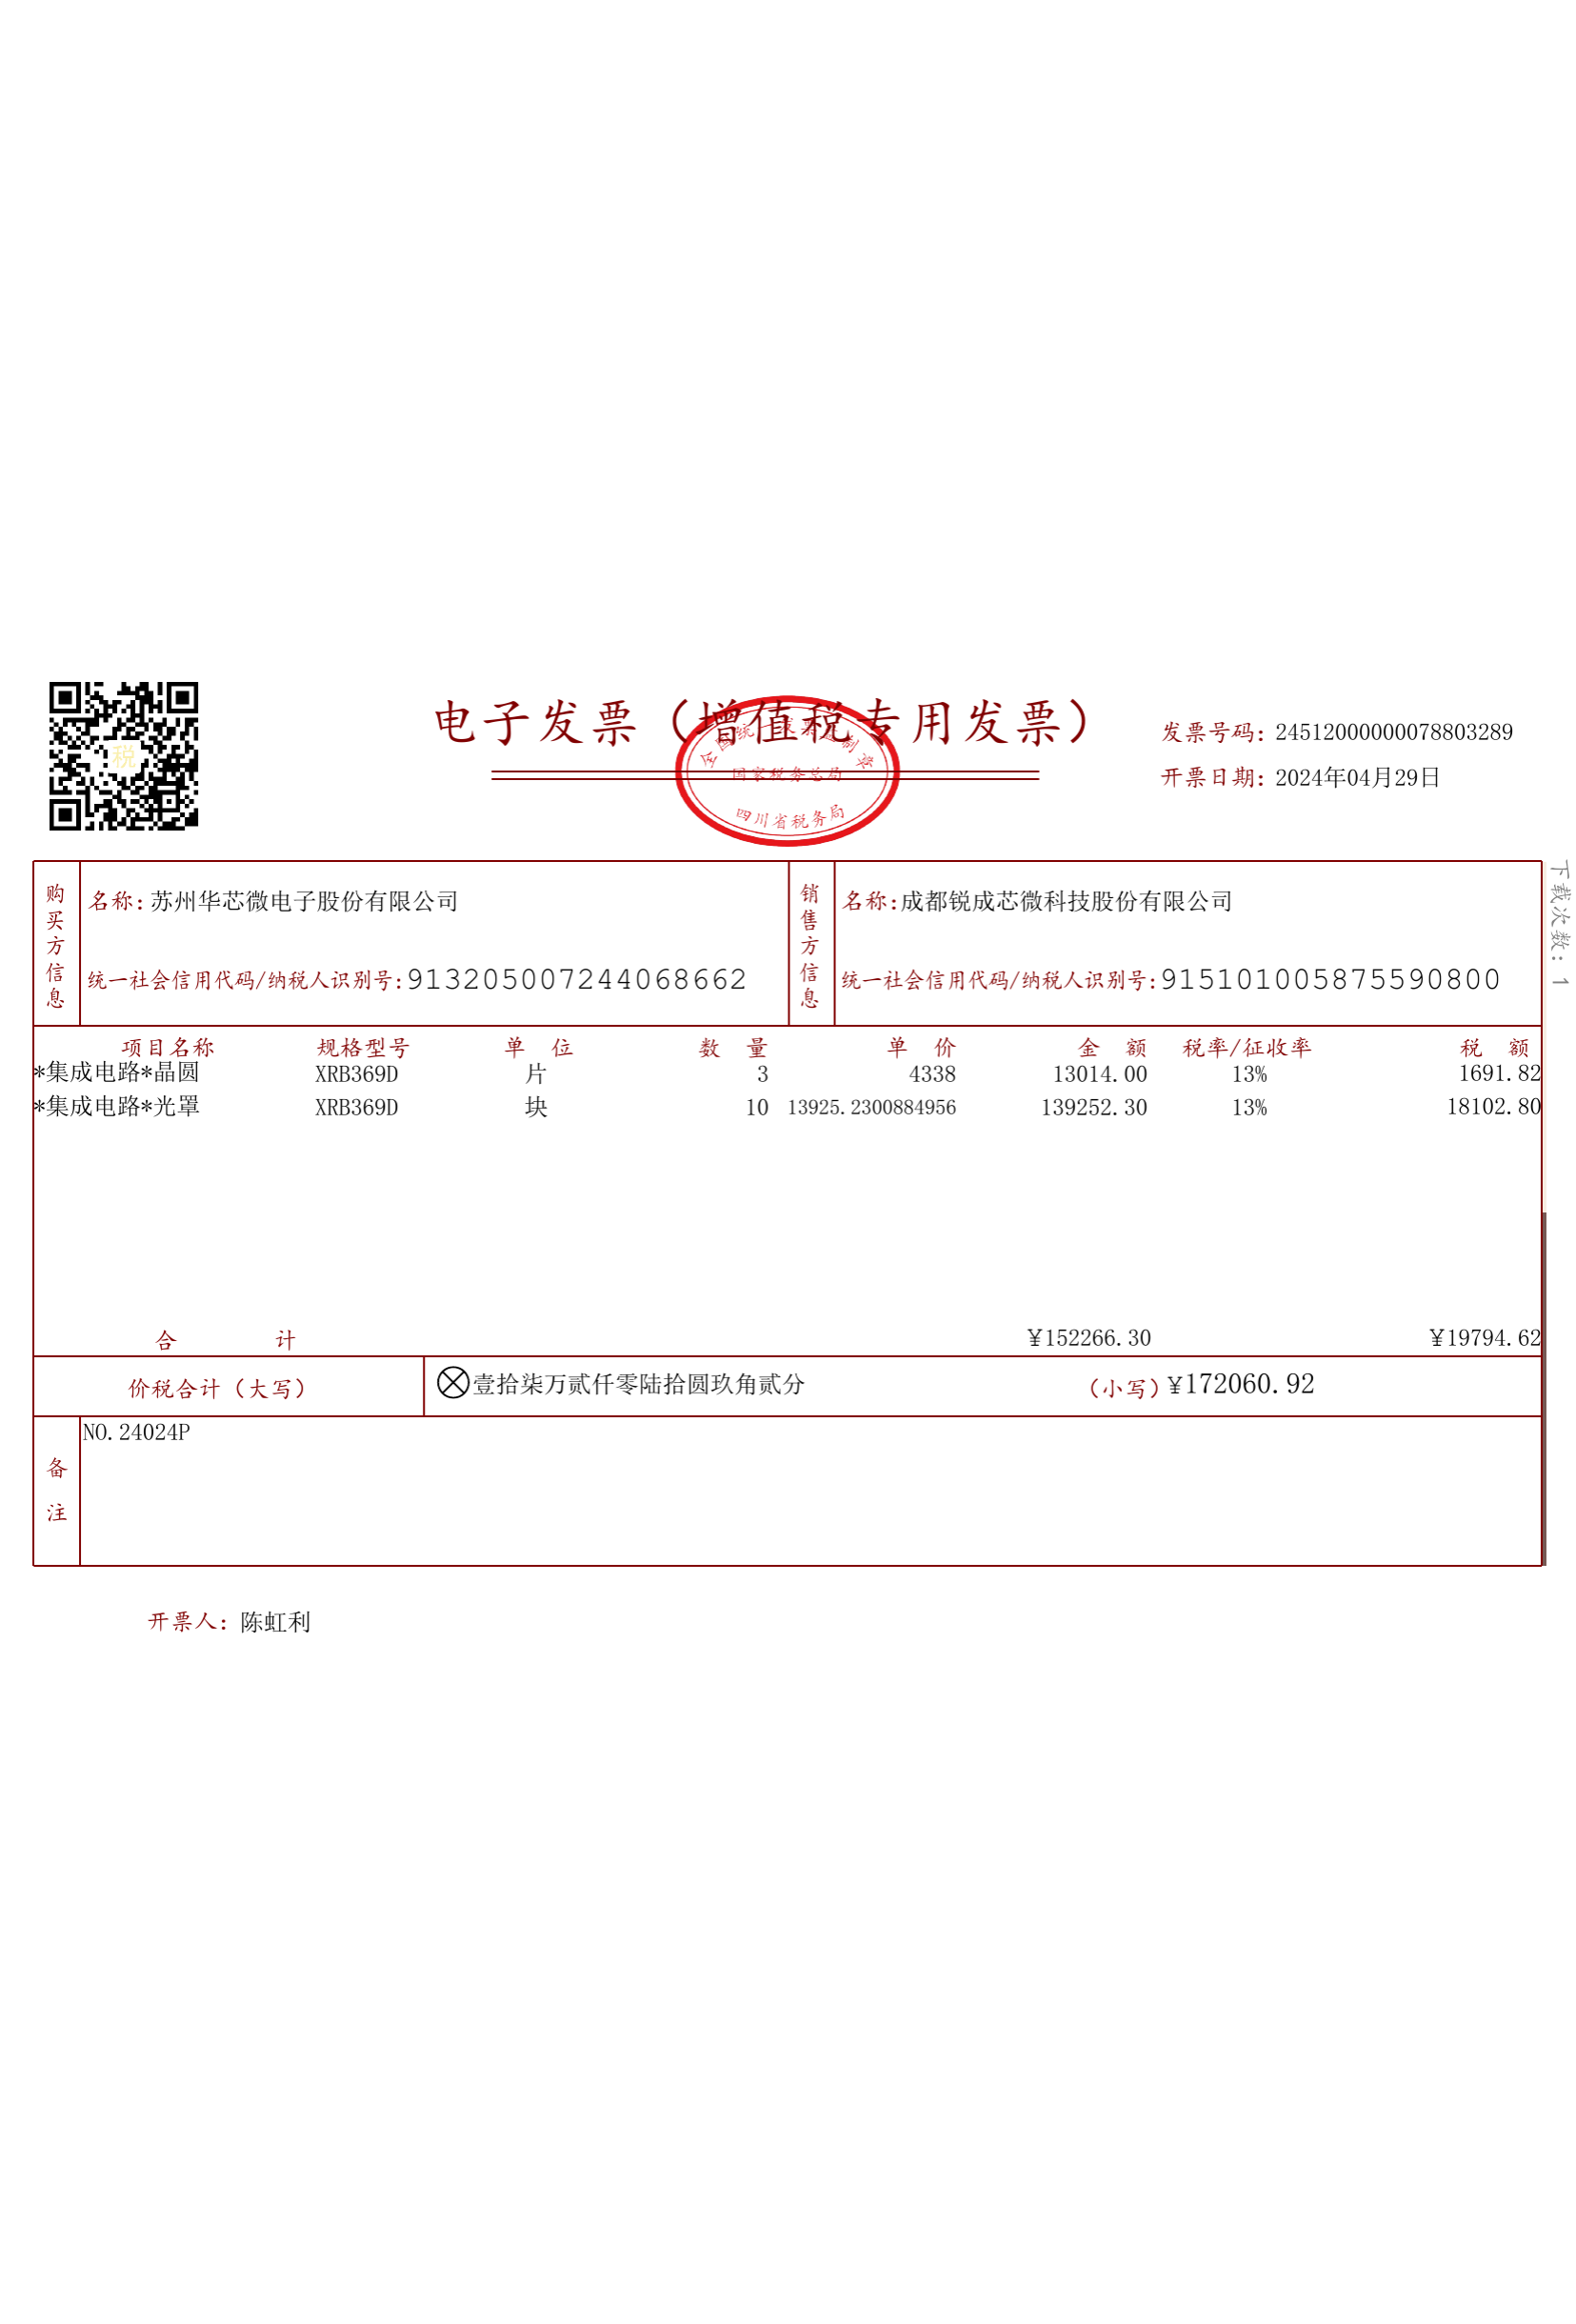 税
电子发票（增值税专用发票）
全国统一发票监制章
国家税务总局
四川省税务局
发票号码：24512000000078803289
开票日期：2024年04月29日
下载次数：1
购买方信息
名称：苏州华芯微电子股份有限公司
统一社会信用代码/纳税人识别号：913205007244068662
销售方信息
名称：成都锐成芯微科技股份有限公司
统一社会信用代码/纳税人识别号：915101005875590800
项目名称 规格型号 单 位 数 量 单 价 金 额 税率/征收率 税 额
*集成电路*晶圆 XRB369D 片 3 4338 13014.00 13% 1691.82
*集成电路*光罩 XRB369D 块 10 13925.2300884956 139252.30 13% 18102.80
合 计 ¥152266.30 ¥19794.62
价税合计（大写） ⊗壹拾柒万贰仟零陆拾圆玖角贰分 （小写）¥172060.92
备注
NO.24024P
开票人：陈虹利